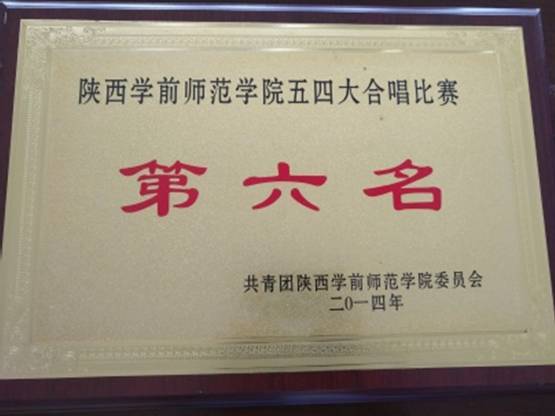 陕西学前师范学院五四大合唱比赛
第六名
共青团陕西学前师范学院委员会
二0一四年